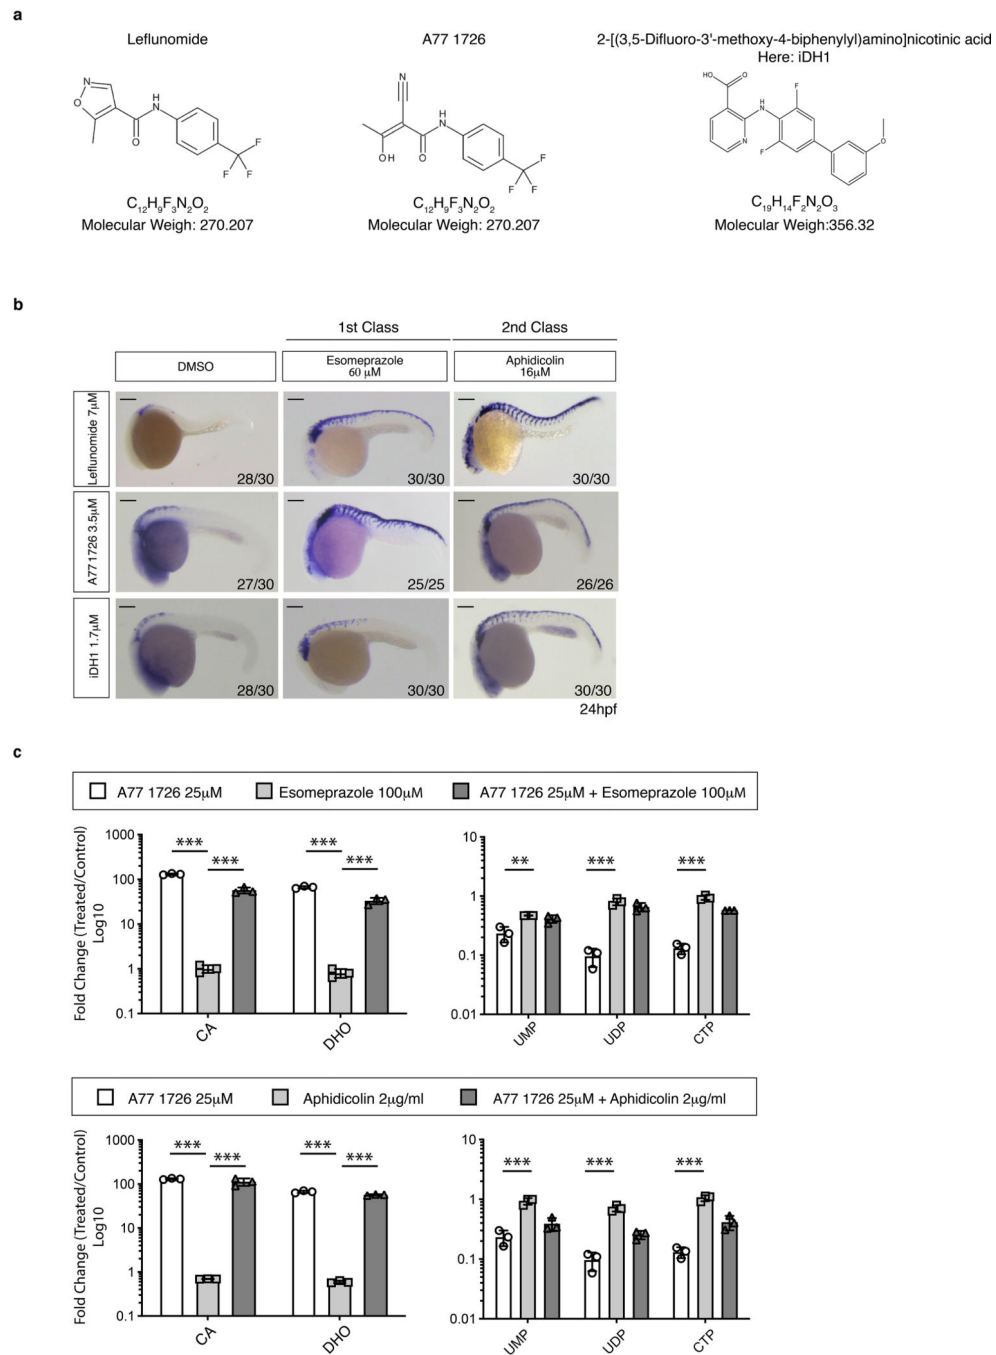 a
Leflunomide
A77 1726
2-[(3,5-Difluoro-3'-methoxy-4-biphenylyl)amino]nicotinic acid
Here: iDH1
N
O
H
N
O
F
F
F
N
OH
O
H
N
F
F
F
HO
O
H
N
N
F
F
O
C12H9F3N2O2
Molecular Weigh: 270.207
C12H9F3N2O2
Molecular Weigh: 270.207
C19H14F2N2O3
Molecular Weigh:356.32
b
1st Class
2nd Class
DMSO
Esomeprazole
60 μM
Aphidicolin
16μM
Leflunomide 7μM
28/30
30/30
30/30
A77 1726 3.5μM
27/30
25/25
26/26
iDH1 1.7μM
28/30
30/30
30/30
24hpf
c
A77 1726 25μM
Esomeprazole 100μM
A77 1726 25μM + Esomeprazole 100μM
Fold Change (Treated/Control)
Log10
1000
100
10
1
0.1
***
***
***
***
CA
DHO
10
1
0.1
0.01
**
***
***
UMP
UDP
CTP
A77 1726 25μM
Aphidicolin 2μg/ml
A77 1726 25μM + Aphidicolin 2μg/ml
Fold Change (Treated/Control)
Log10
1000
100
10
1
0.1
***
***
***
***
CA
DHO
10
1
0.1
0.01
***
***
***
UMP
UDP
CTP